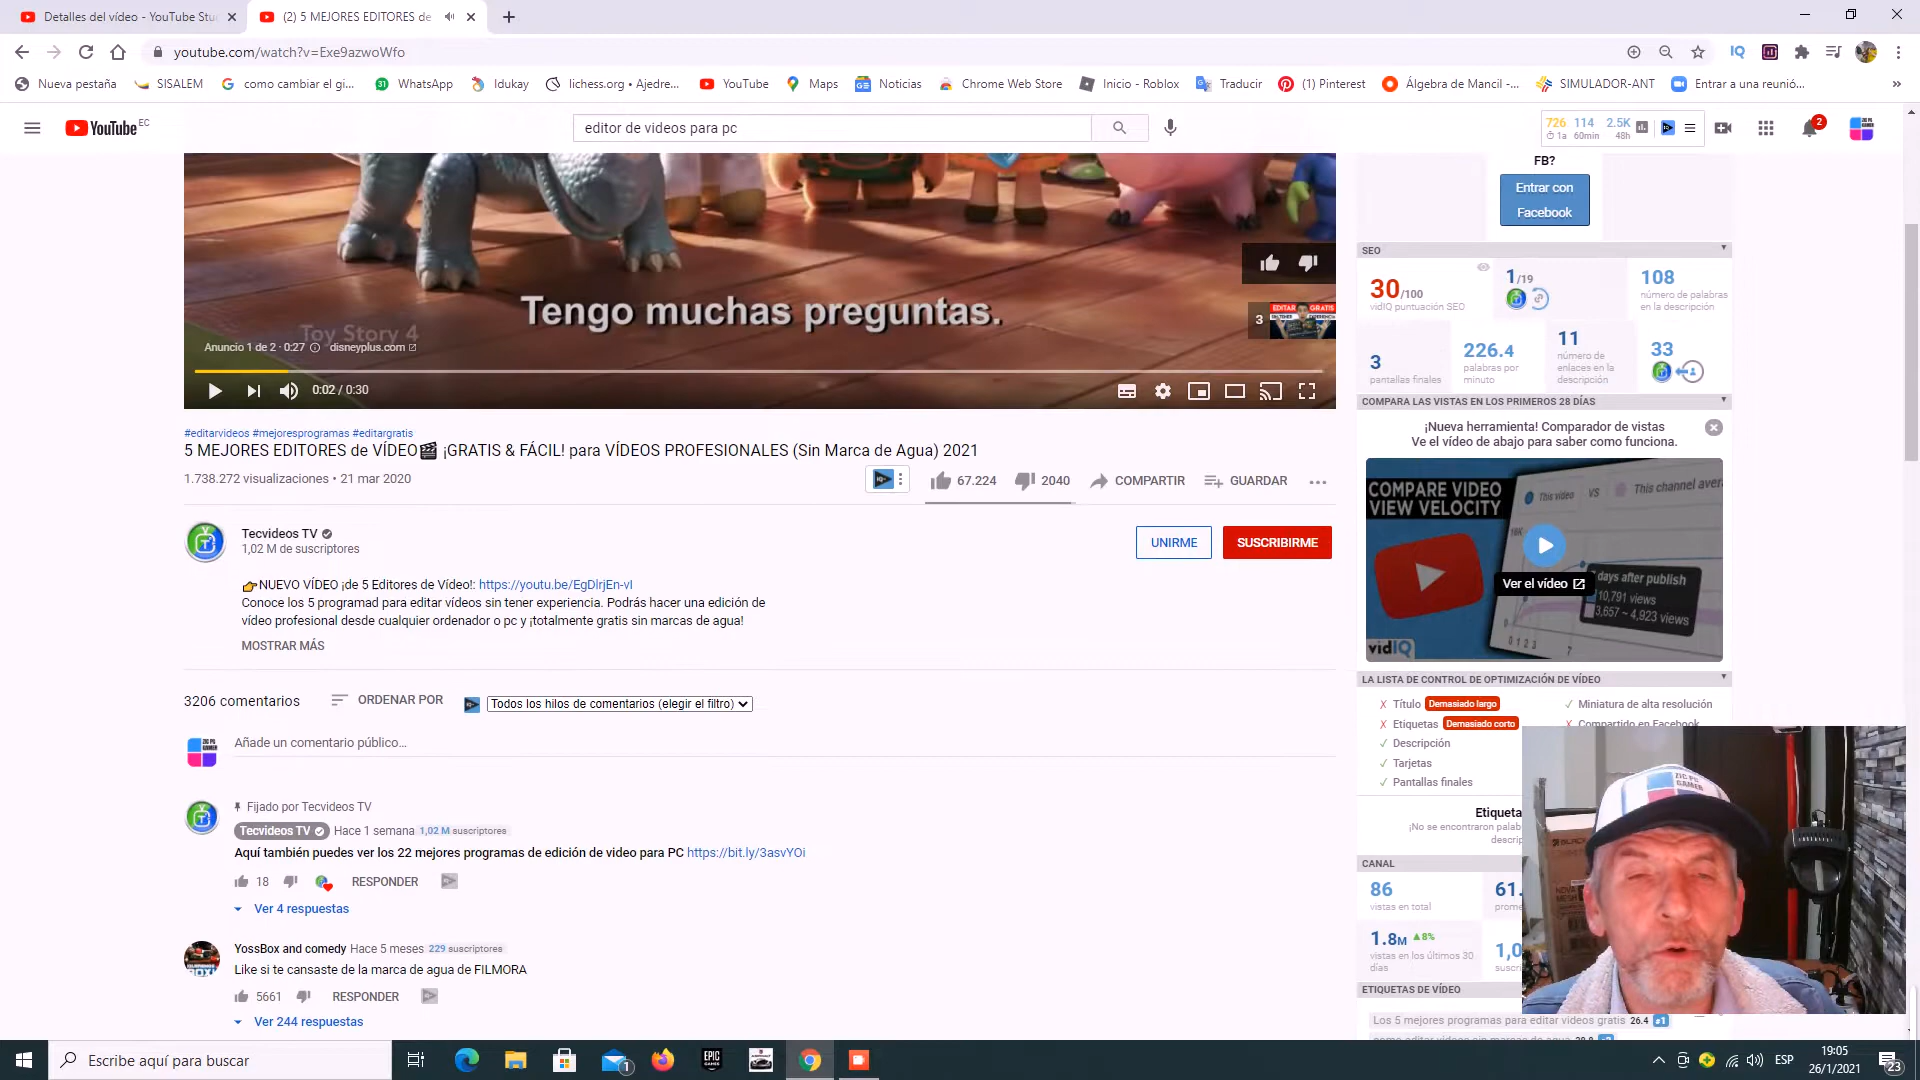 Detalles del vídeo - YouTube Stu
(2) 5 MEJORES EDITORES de
youtube.com/watch?v=Exe9azwoWfo
Nueva pestaña
SISALEM
como cambiar el gi...
WhatsApp
Idukay
lichess.org • Ajedre...
YouTube
Maps
Noticias
Chrome Web Store
Inicio - Roblox
Traducir
(1) Pinterest
Álgebra de Mancil -...
SIMULADOR-ANT
Entrar a una reunió...
YouTube EC
editor de videos para pc
726 114 2.5K
1a 60min 48h
2
FB?
Entrar con
Facebook
Tengo muchas preguntas.
Toy Story 4
Anuncio 1 de 2 · 0:27 disneyplus.com
3
EDITAR GRATIS
0:02 / 0:30
SEO
30/100
vidIQ puntuación SEO
1/19
108
número de palabras
en la descripción
3
pantallas finales
226.4
palabras por
minuto
11
número de
enlaces en la
descripción
33
COMPARA LAS VISTAS EN LOS PRIMEROS 28 DÍAS
¡Nueva herramienta! Comparador de vistas
Ve el vídeo de abajo para saber como funciona.
COMPARE VIDEO
VIEW VELOCITY
This video VS This channel avera
Ver el vídeo
days after publish
10,791 views
3,657 ~ 4,923 views
0 1 2 3 7
vidIQ
#editarvideos #mejoresprogramas #editargratis
5 MEJORES EDITORES de VÍDEO🎬 ¡GRATIS & FÁCIL! para VÍDEOS PROFESIONALES (Sin Marca de Agua) 2021
1.738.272 visualizaciones • 21 mar 2020
67.224
2040
COMPARTIR
GUARDAR
Tecvideos TV
1,02 M de suscriptores
UNIRME
SUSCRIBIRME
👉NUEVO VÍDEO ¡de 5 Editores de Vídeo!: https://youtu.be/EgDlrjEn-vI
Conoce los 5 programad para editar vídeos sin tener experiencia. Podrás hacer una edición de
vídeo profesional desde cualquier ordenador o pc y ¡totalmente gratis sin marcas de agua!
MOSTRAR MÁS
3206 comentarios
ORDENAR POR
Todos los hilos de comentarios (elegir el filtro)
Añade un comentario público...
Fijado por Tecvideos TV
Tecvideos TV Hace 1 semana 1,02 M suscriptores
Aquí también puedes ver los 22 mejores programas de edición de video para PC https://bit.ly/3asvYOi
18
RESPONDER
Ver 4 respuestas
YossBox and comedy Hace 5 meses 229 suscriptores
Like si te cansaste de la marca de agua de FILMORA
5661
RESPONDER
Ver 244 respuestas
LA LISTA DE CONTROL DE OPTIMIZACIÓN DE VÍDEO
✗ Título Demasiado largo
✗ Etiquetas Demasiado corto
✓ Descripción
✓ Tarjetas
✓ Pantallas finales
✓ Miniatura de alta resolución
✗ Compartido en Facebook
Etiqueta
¡No se encontraron palab
descrip
CANAL
86
vistas en total
61.
prome
1.8M ▲8%
vistas en los últimos 30
días
1,0
suscri
ETIQUETAS DE VÍDEO
Los 5 mejores programas para editar videos gratis 26.4 #1
ZIC PG
GAMER
Escribe aquí para buscar
EPIC
GAMES
1
ESP
19:05
26/1/2021
23